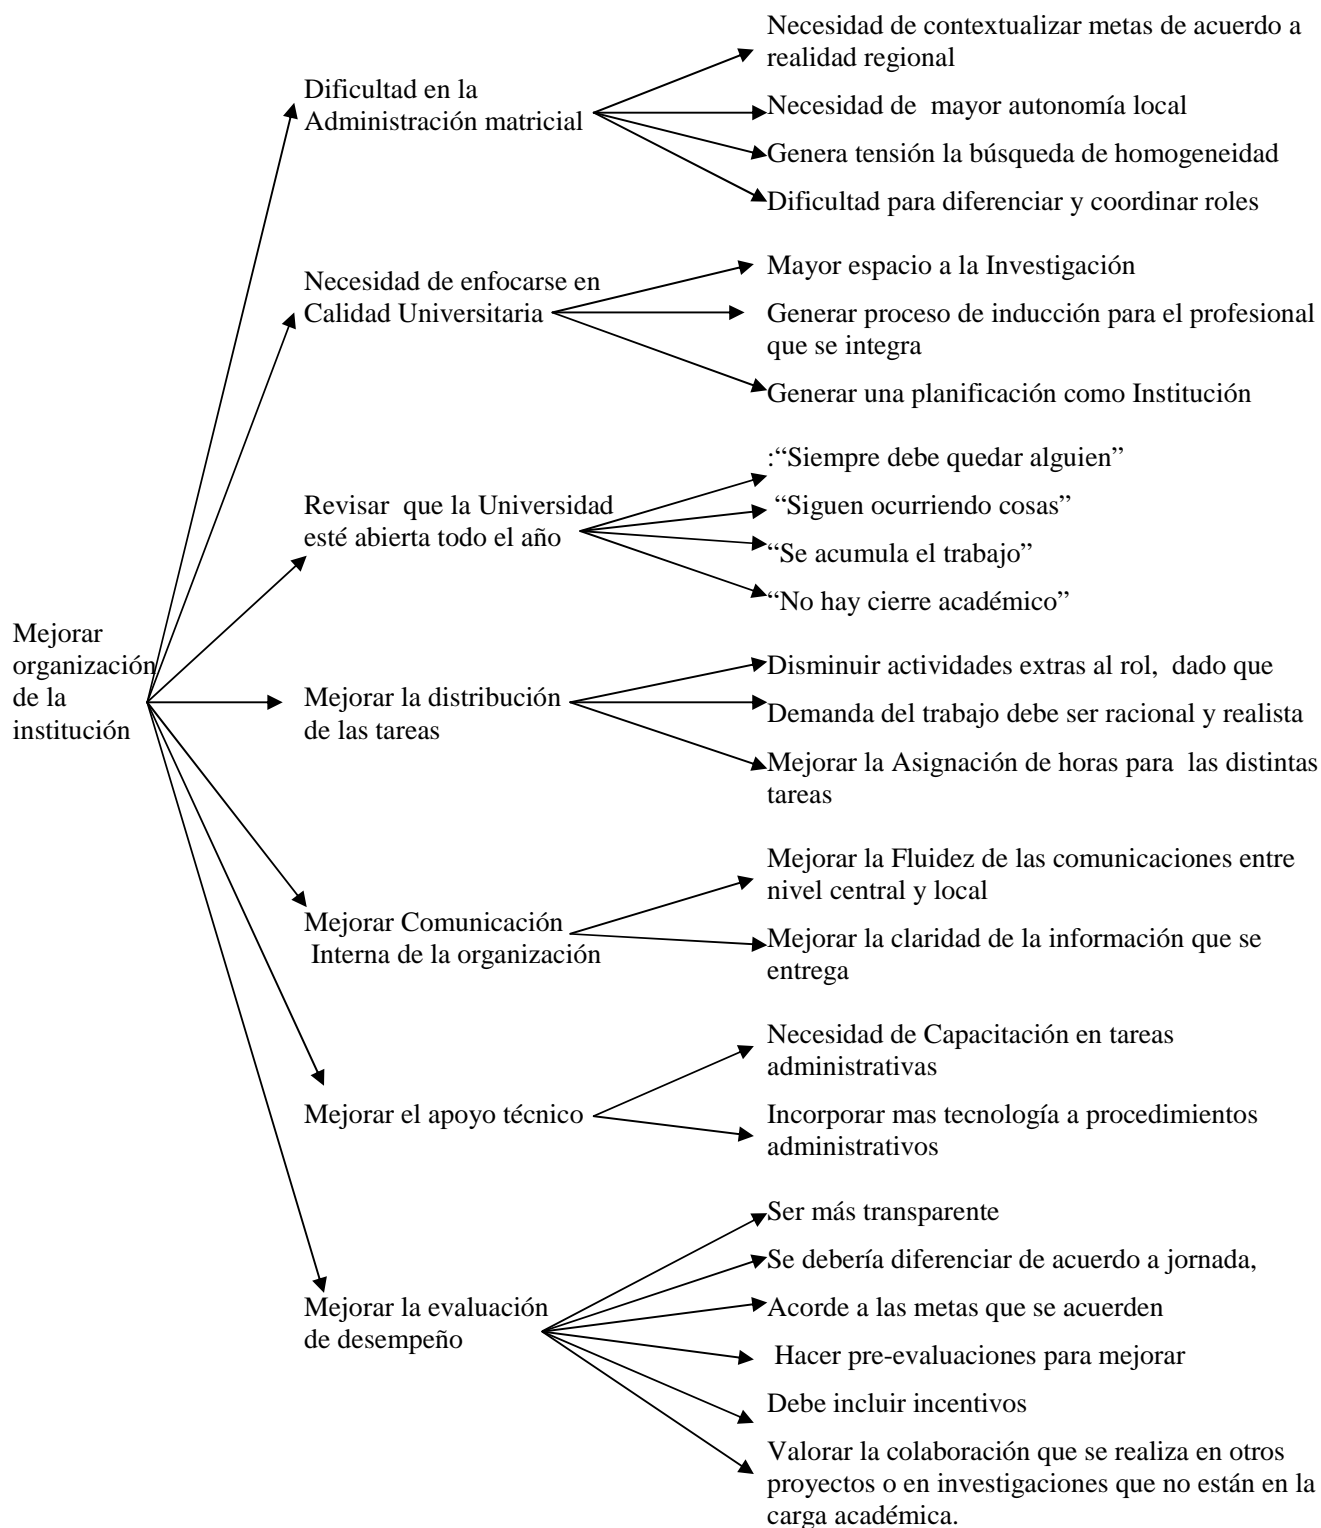 Mejorar
organización
de la
institución
Dificultad en la
Administración matricial
Necesidad de contextualizar metas de acuerdo a
realidad regional
Necesidad de  mayor autonomía local
Genera tensión la búsqueda de homogeneidad
Dificultad para diferenciar y coordinar roles
Necesidad de enfocarse en
Calidad Universitaria
Mayor espacio a la Investigación
Generar proceso de inducción para el profesional
que se integra
Generar una planificación como Institución
Revisar  que la Universidad
esté abierta todo el año
:“Siempre debe quedar alguien”
“Siguen ocurriendo cosas”
“Se acumula el trabajo”
“No hay cierre académico”
Mejorar la distribución
de las tareas
Disminuir actividades extras al rol,  dado que
Demanda del trabajo debe ser racional y realista
Mejorar la Asignación de horas para  las distintas
tareas
Mejorar Comunicación
Interna de la organización
Mejorar la Fluidez de las comunicaciones entre
nivel central y local
Mejorar la claridad de la información que se
entrega
Mejorar el apoyo técnico
Necesidad de Capacitación en tareas
administrativas
Incorporar mas tecnología a procedimientos
administrativos
Mejorar la evaluación
de desempeño
Ser más transparente
Se debería diferenciar de acuerdo a jornada,
Acorde a las metas que se acuerden
Hacer pre-evaluaciones para mejorar
Debe incluir incentivos
Valorar la colaboración que se realiza en otros
proyectos o en investigaciones que no están en la
carga académica.